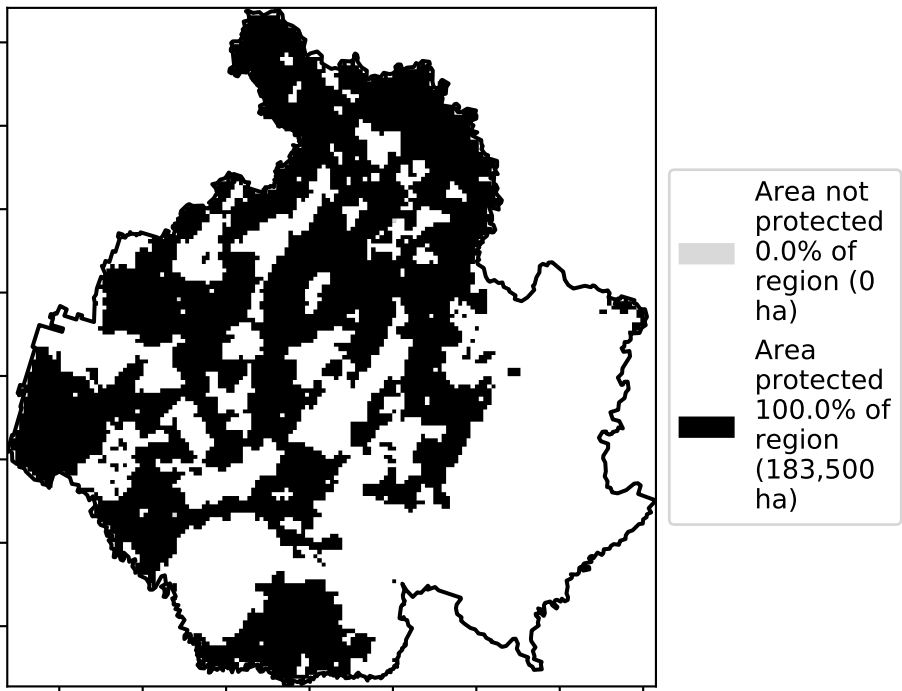 Area not
protected
0.0% of
region (0
ha)
Area
protected
100.0% of
region
(183,500
ha)